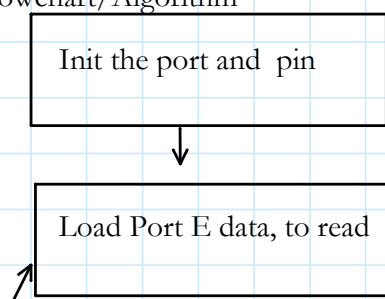 owchart/Algorithm
Init the port and pin
Load Port E data, to read